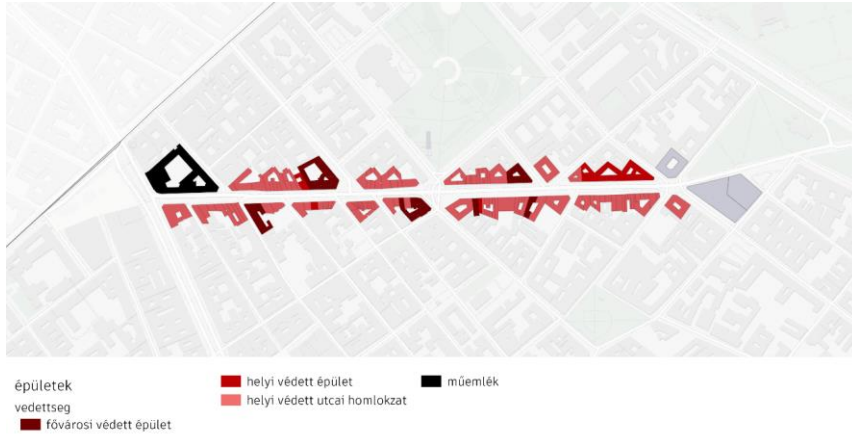 épületek
vedettseg
fővárosi védett épület
helyi védett épület
helyi védett utcai homlokzat
műemlék